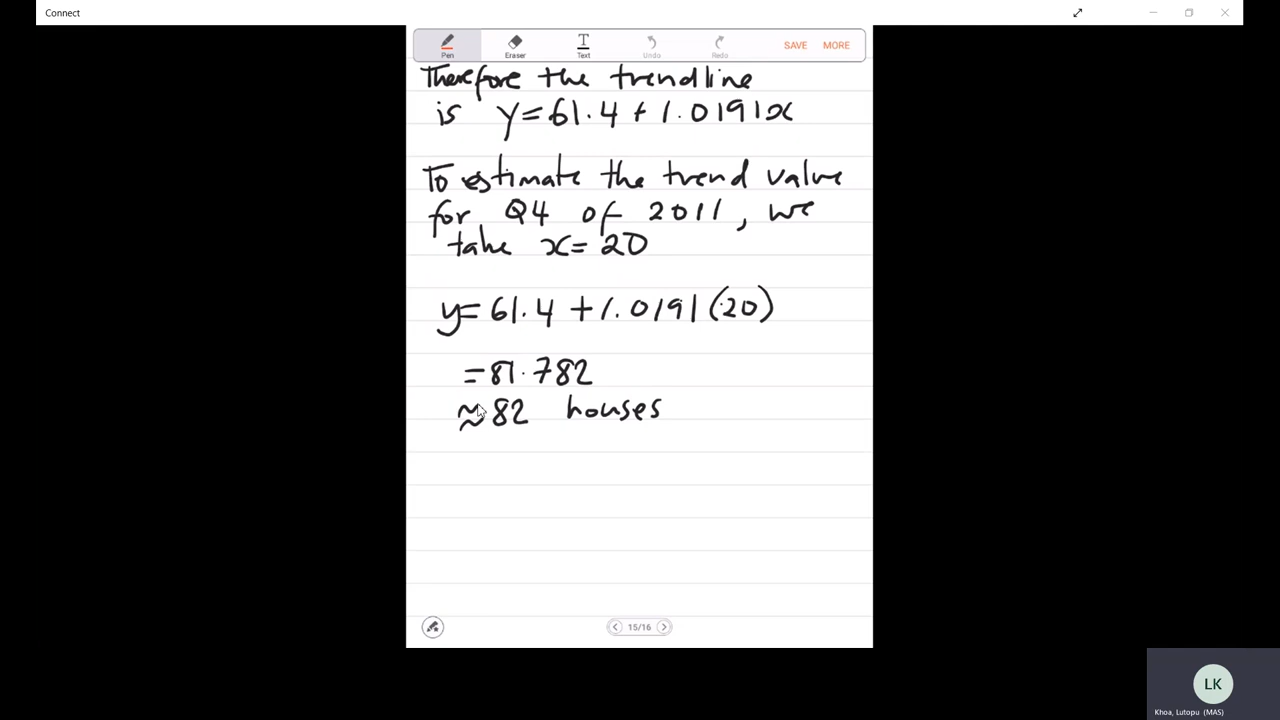 Connect
Pen
Eraser
T
Text
Undo
Redo
SAVE
MORE
Therefore the trendline
is y=61.4+1.0191x
To estimate the trend value
for Q4 of 2011, we
take x=20
y=61.4+1.0191(20)
=81.782
≈82 houses
15/16
LK
Khoa, Lutopu (MAS)